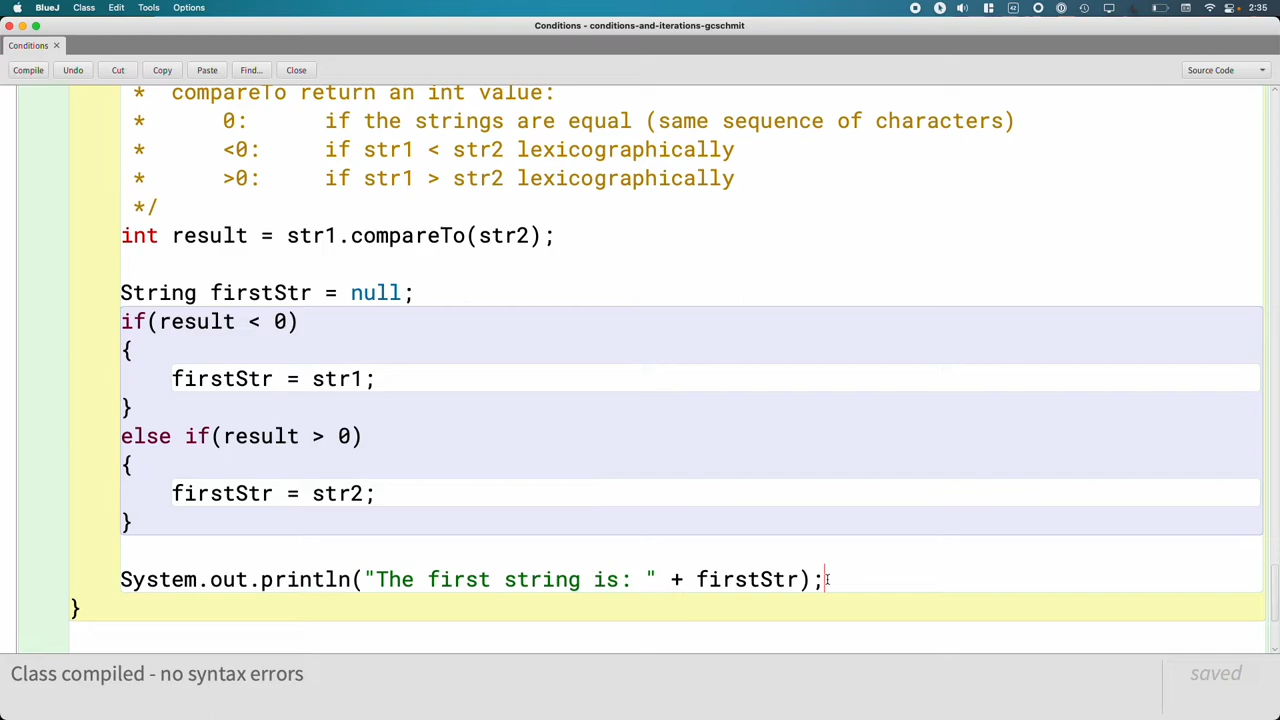 BlueJ Class Edit Tools Options 2:35
Conditions - conditions-and-iterations-gcschmit
Conditions ×
Compile Undo Cut Copy Paste Find... Close Source Code
* compareTo return an int value:
* 0: if the strings are equal (same sequence of characters)
* <0: if str1 < str2 lexicographically
* >0: if str1 > str2 lexicographically
*/
int result = str1.compareTo(str2);
String firstStr = null;
if(result < 0)
{
firstStr = str1;
}
else if(result > 0)
{
firstStr = str2;
}
System.out.println("The first string is: " + firstStr);
}
Class compiled - no syntax errors
saved